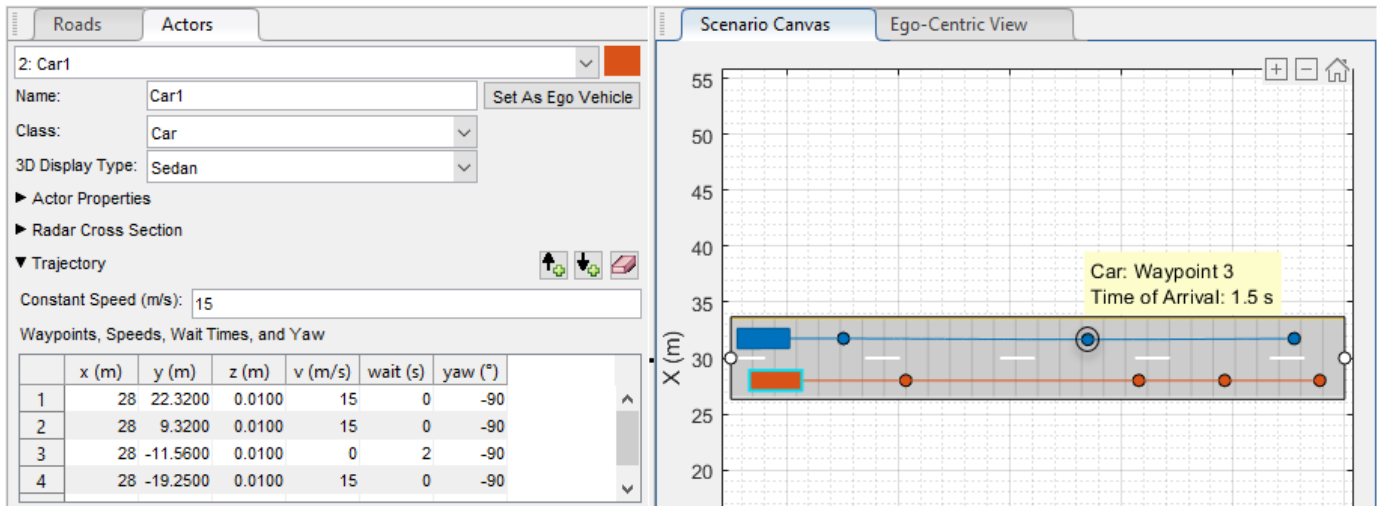 Roads Actors
2: Car1
Name: Car1 Set As Ego Vehicle
Class: Car
3D Display Type: Sedan
Actor Properties
Radar Cross Section
Trajectory
Constant Speed (m/s): 15
Waypoints, Speeds, Wait Times, and Yaw
x (m) y (m) z (m) v (m/s) wait (s) yaw (°)
1 28 22.3200 0.0100 15 0 -90
2 28 9.3200 0.0100 15 0 -90
3 28 -11.5600 0.0100 0 2 -90
4 28 -19.2500 0.0100 15 0 -90
Scenario Canvas Ego-Centric View
55
50
45
40
35
30
25
20
X (m)
Car: Waypoint 3
Time of Arrival: 1.5 s